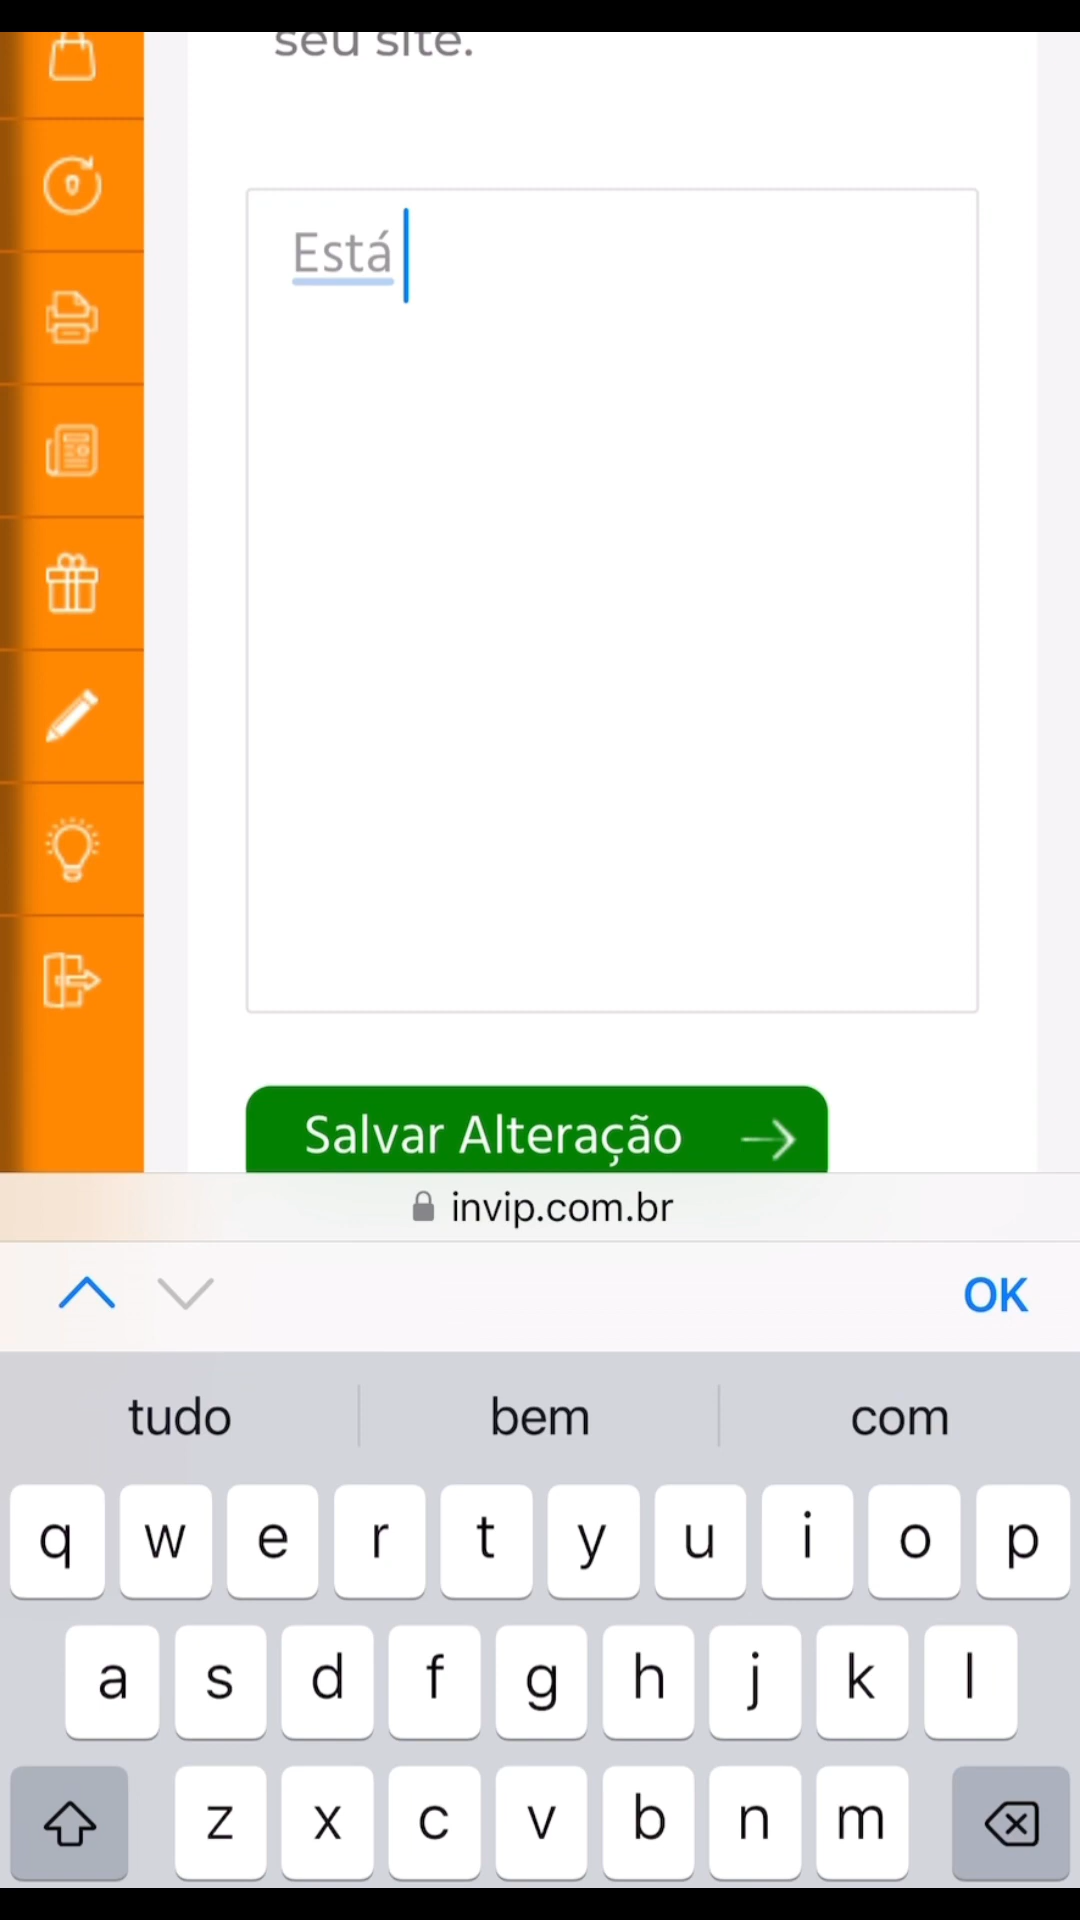 seu site.
Está
Salvar Alteração
invip.com.br
OK
tudo bem com
q w e r t y u i o p
a s d f g h j k l
z x c v b n m